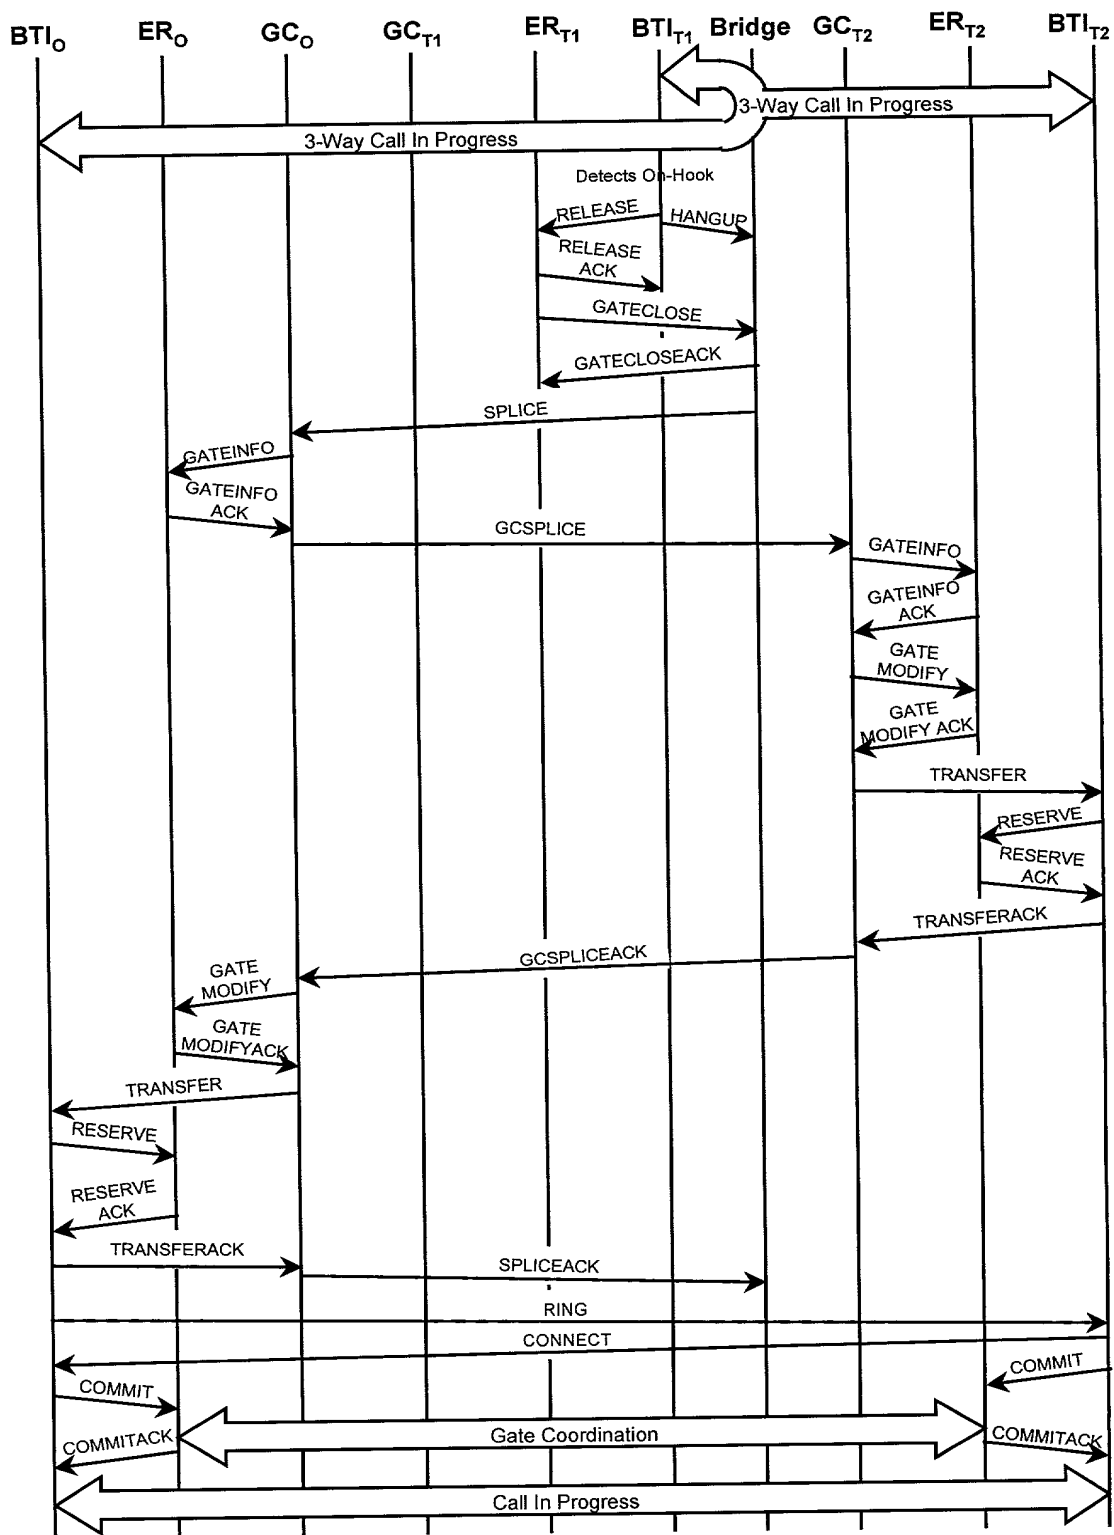 BTIO ERO GCO GCT1 ERT1 BTIT1 Bridge GCT2 ERT2 BTIT2
3-Way Call In Progress
3-Way Call In Progress
Detects On-Hook
RELEASE
HANGUP
RELEASE
ACK
GATECLOSE
GATECLOSEACK
SPLICE
GATEINFO
GATEINFO
ACK
GCSPLICE
GATEINFO
GATEINFO
ACK
GATE
MODIFY
GATE
MODIFY ACK
TRANSFER
RESERVE
RESERVE
ACK
TRANSFERACK
GCSPLICEACK
GATE
MODIFY
GATE
MODIFYACK
TRANSFER
RESERVE
RESERVE
ACK
TRANSFERACK
SPLICEACK
RING
CONNECT
COMMIT
COMMIT
Gate Coordination
COMMITACK
COMMITACK
Call In Progress